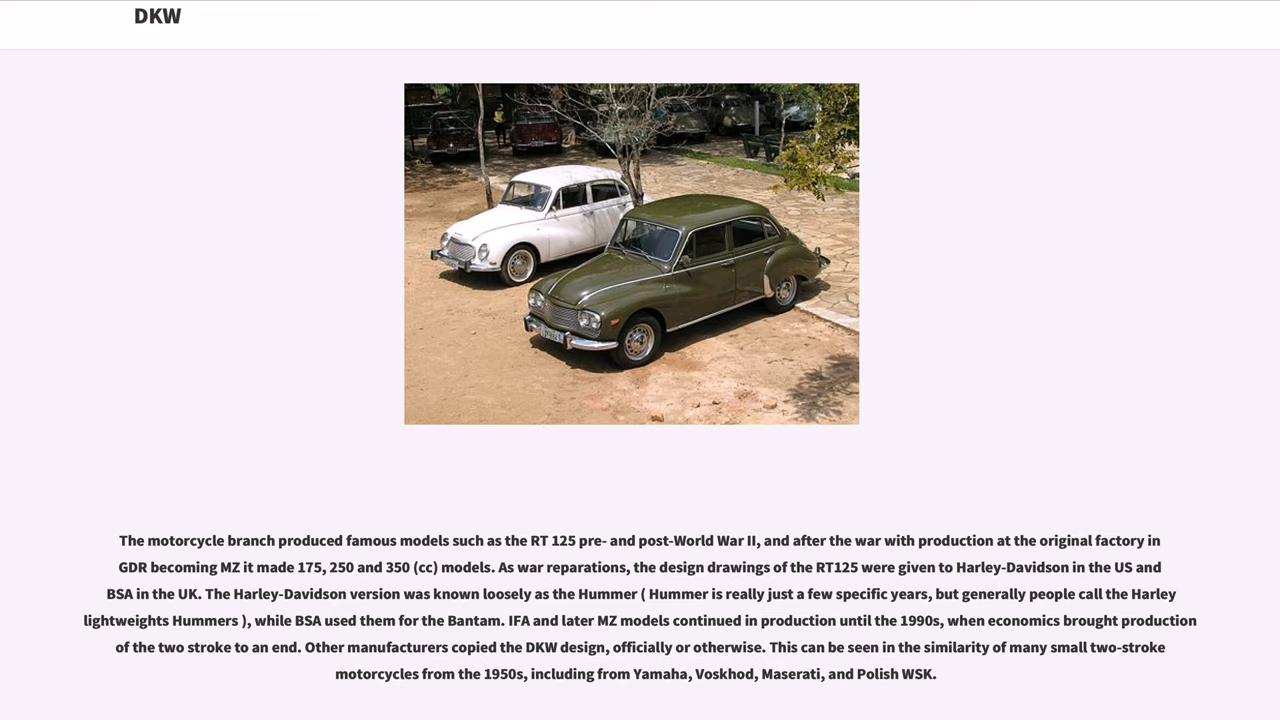 DKW
The motorcycle branch produced famous models such as the RT 125 pre- and post-World War II, and after the war with production at the original factory in
GDR becoming MZ it made 175, 250 and 350 (cc) models. As war reparations, the design drawings of the RT125 were given to Harley-Davidson in the US and
BSA in the UK. The Harley-Davidson version was known loosely as the Hummer ( Hummer is really just a few specific years, but generally people call the Harley
lightweights Hummers ), while BSA used them for the Bantam. IFA and later MZ models continued in production until the 1990s, when economics brought production
of the two stroke to an end. Other manufacturers copied the DKW design, officially or otherwise. This can be seen in the similarity of many small two-stroke
motorcycles from the 1950s, including from Yamaha, Voskhod, Maserati, and Polish WSK.